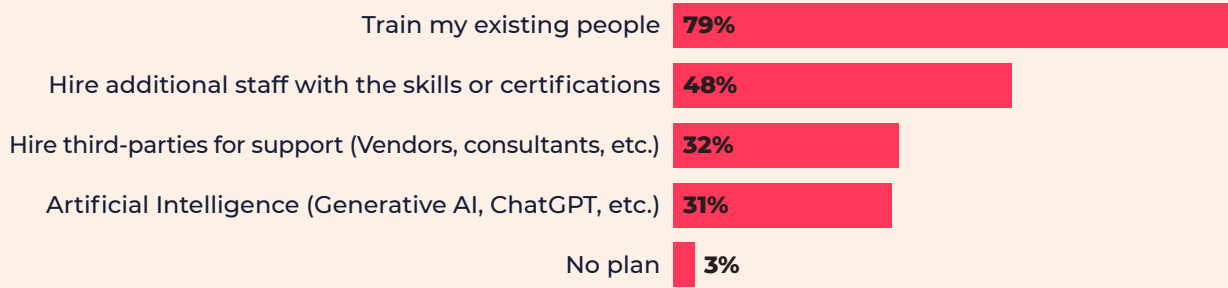 Train my existing people 79%
Hire additional staff with the skills or certifications 48%
Hire third-parties for support (Vendors, consultants, etc.) 32%
Artificial Intelligence (Generative AI, ChatGPT, etc.) 31%
No plan 3%